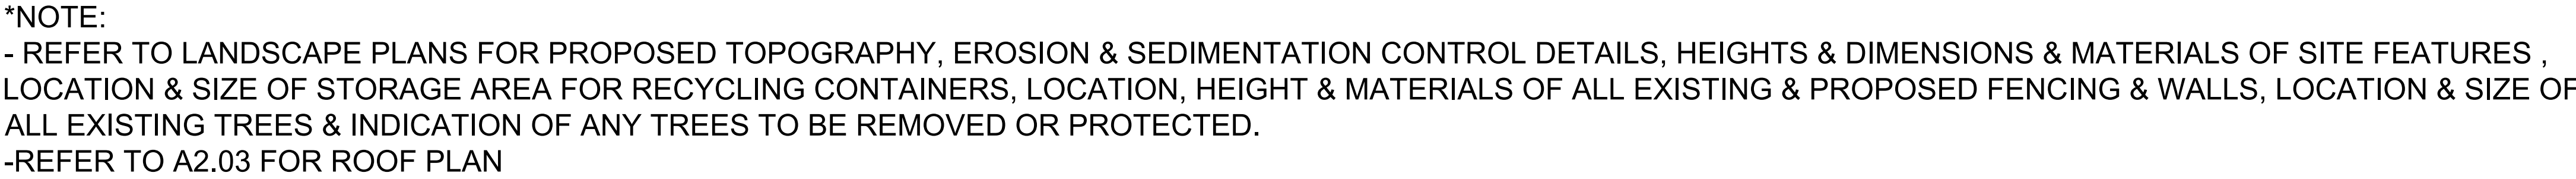 *NOTE:
- REFER TO LANDSCAPE PLANS FOR PROPOSED TOPOGRAPHY, EROSION & SEDIMENTATION CONTROL DETAILS, HEIGHTS & DIMENSIONS & MATERIALS OF SITE FEATURES ,
LOCATION & SIZE OF STORAGE AREA FOR RECYCLING CONTAINERS, LOCATION, HEIGHT & MATERIALS OF ALL EXISTING & PROPOSED FENCING & WALLS, LOCATION & SIZE OF
ALL EXISTING TREES & INDICATION OF ANY TREES TO BE REMOVED OR PROTECTED.
-REFER TO A2.03 FOR ROOF PLAN